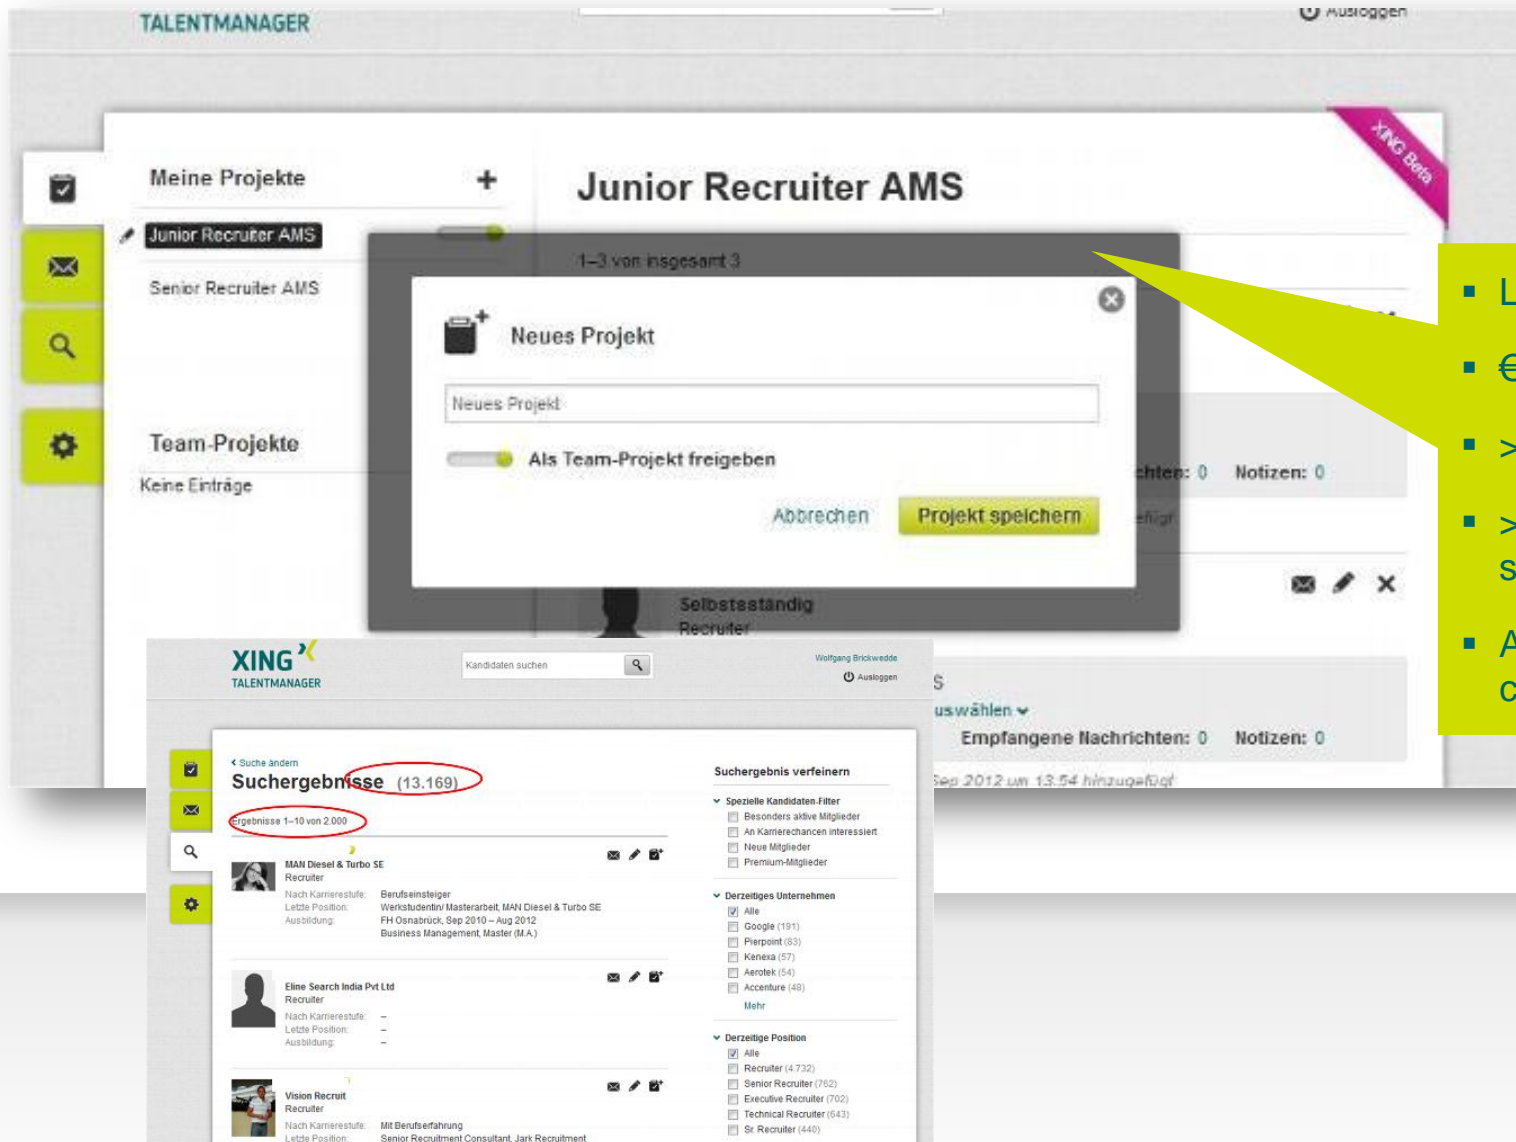 TALENTMANAGER
Ausloggen
XING Beta
Meine Projekte +
Junior Recruiter AMS
Senior Recruiter AMS
Team-Projekte
Keine Einträge
Junior Recruiter AMS
1–3 von insgesamt 3
Neues Projekt
Neues Projekt
Als Team-Projekt freigeben
Abbrechen Projekt speichern
Notizen: 0
Selbstsständig
Recruiter
Empfangene Nachrichten: 0 Notizen: 0
Sep 2012 um 13:54 hinzugefügt
L
€
>
>
s
A
c
XING
TALENTMANAGER
Kandidaten suchen
Wolfgang Brickwedde
Ausloggen
Suche ändern
Suchergebnisse (13.169)
Ergebnisse 1–10 von 2.000
MAN Diesel & Turbo SE
Recruiter
Nach Karrierestufe: Berufseinsteiger
Letzte Position: Werkstudentin/ Masterarbeit, MAN Diesel & Turbo SE
Ausbildung: FH Osnabrück, Sep 2010 – Aug 2012
Business Management, Master (M.A.)
Eline Search India Pvt Ltd
Recruiter
Nach Karrierestufe: –
Letzte Position: –
Ausbildung: –
Vision Recruit
Recruiter
Nach Karrierestufe: Mit Berufserfahrung
Letzte Position: Senior Recruitment Consultant, Jark Recruitment
Suchergebnis verfeinern
Spezielle Kandidaten-Filter
Besonders aktive Mitglieder
An Karrierechancen interessiert
Neue Mitglieder
Premium-Mitglieder
Derzeitiges Unternehmen
Alle
Google (191)
Pierpoint (83)
Kenexa (57)
Aerotek (54)
Accenture (48)
Mehr
Derzeitige Position
Alle
Recruiter (4.732)
Senior Recruiter (762)
Executive Recruiter (702)
Technical Recruiter (643)
Sr. Recruiter (440)